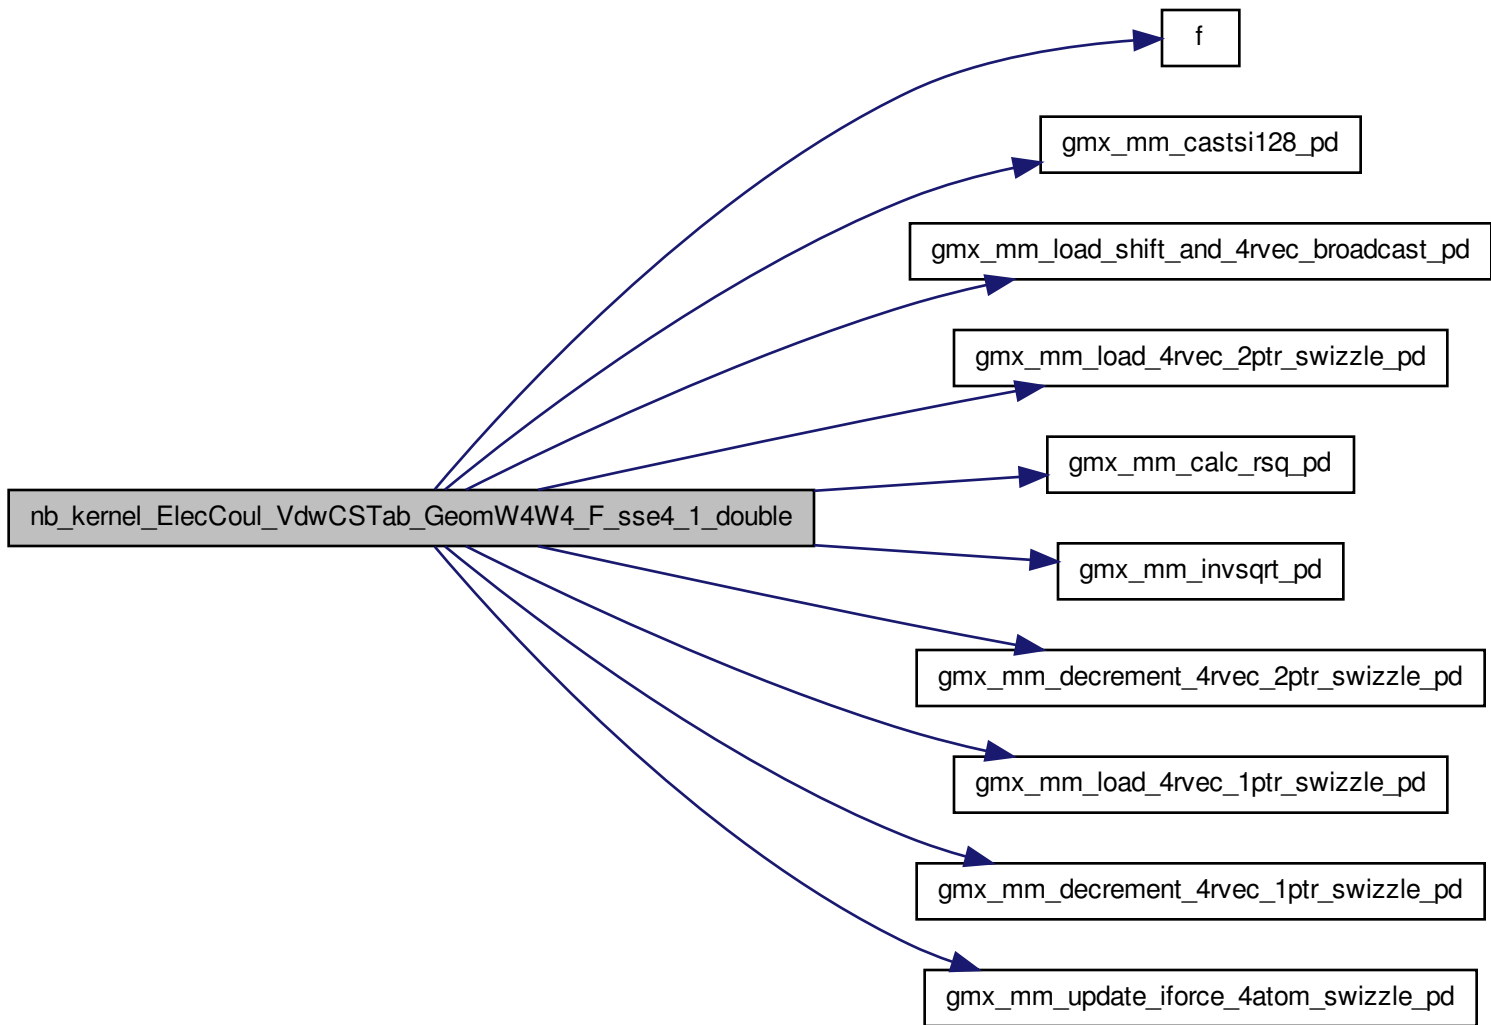 f
gmx_mm_castsi128_pd
gmx_mm_load_shift_and_4rvec_broadcast_pd
gmx_mm_load_4rvec_2ptr_swizzle_pd
gmx_mm_calc_rsq_pd
nb_kernel_ElecCoul_VdwCSTab_GeomW4W4_F_sse4_1_double
gmx_mm_invsqrt_pd
gmx_mm_decrement_4rvec_2ptr_swizzle_pd
gmx_mm_load_4rvec_1ptr_swizzle_pd
gmx_mm_decrement_4rvec_1ptr_swizzle_pd
gmx_mm_update_iforce_4atom_swizzle_pd